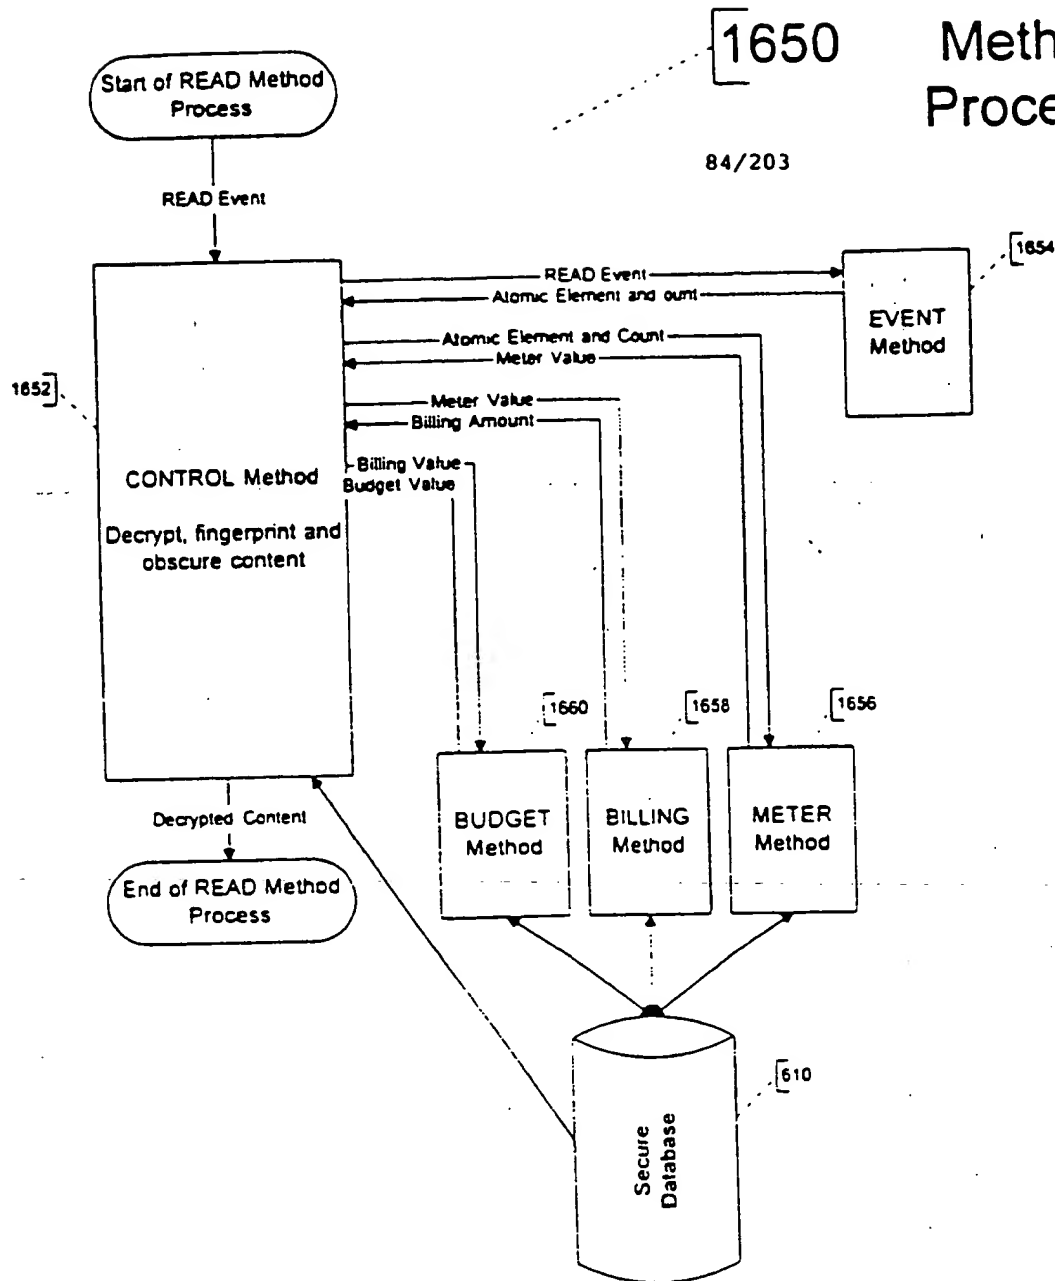 1650 Meth
Proce
84/203
Start of READ Method
Process
READ Event
READ Event
Atomic Element and ount
1654
EVENT
Method
Atomic Element and Count
Meter Value
1652
Meter Value
Billing Amount
Billing Value
Budget Value
CONTROL Method
Decrypt, fingerprint and
obscure content
1660
1658
1656
BUDGET
Method
BILLING
Method
METER
Method
Decrypted Content
End of READ Method
Process
610
Secure
Database